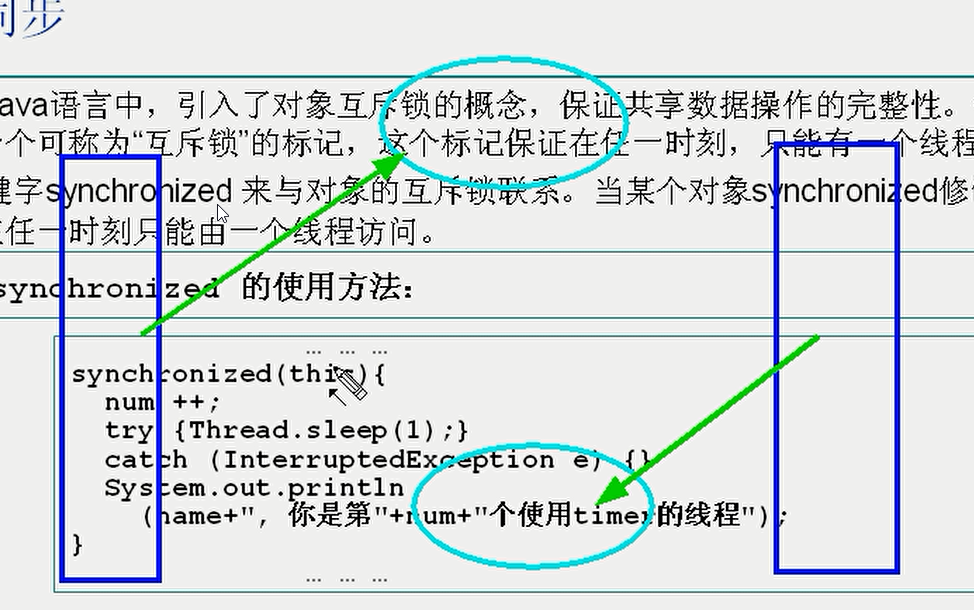 同步
ava语言中，引入了对象互斥锁的概念，保证共享数据操作的完整性。
个可称为“互斥锁”的标记，这个标记保证在任一时刻，只能有一个线程
建字synchronized 来与对象的互斥锁联系。当某个对象synchronized修
任一时刻只能由一个线程访问。
synchronized 的使用方法：
... ... ...
synchronized(this){
num ++;
try {Thread.sleep(1);}
catch (InterruptedException e) {}
System.out.println
(name+", 你是第"+num+"个使用timer的线程");
}
... ... ...